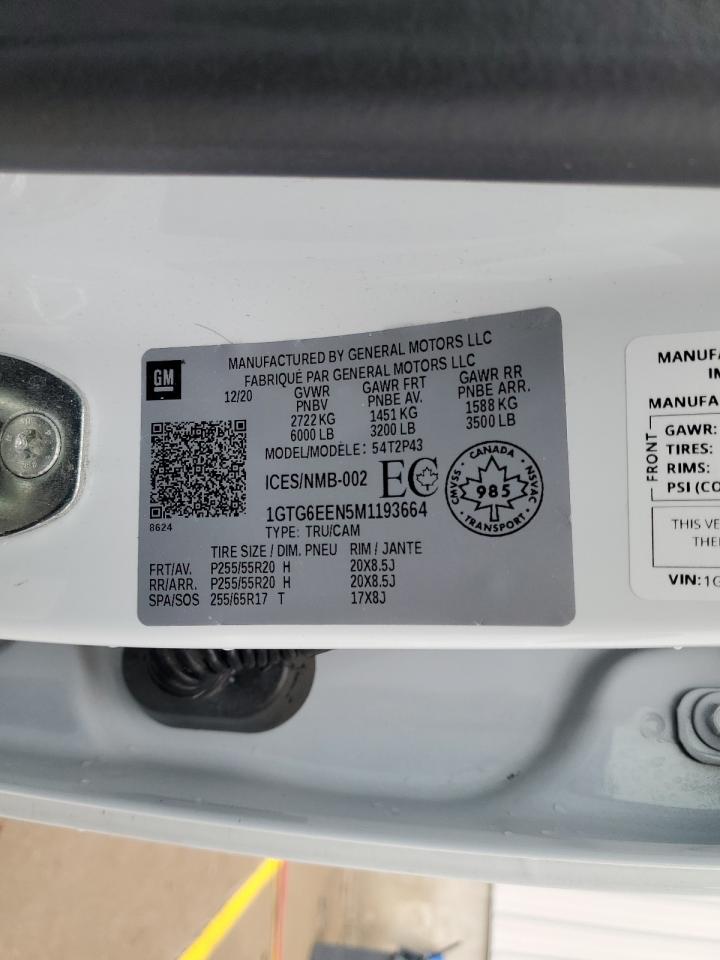 GM
MANUFACTURED BY GENERAL MOTORS LLC
FABRIQUÉ PAR GENERAL MOTORS LLC
12/20 GVWR GAWR FRT GAWR RR
PNBV PNBE AV. PNBE ARR.
2722 KG 1451 KG 1588 KG
6000 LB 3200 LB 3500 LB
MODEL/MODÈLE: 54T2P43
ICES/NMB-002 EC
CANADA
CMVSS 985 NSVAC
TRANSPORT
8624
1GTG6EEN5M1193664
TYPE: TRU/CAM
TIRE SIZE / DIM. PNEU RIM / JANTE
FRT/AV. P255/55R20 H 20X8.5J
RR/ARR. P255/55R20 H 20X8.5J
SPA/SOS 255/65R17 T 17X8J
MANUFA
IN
MANUFA
FRONT
GAWR:
TIRES:
RIMS:
PSI (CO
THIS VE
THE
VIN:1G